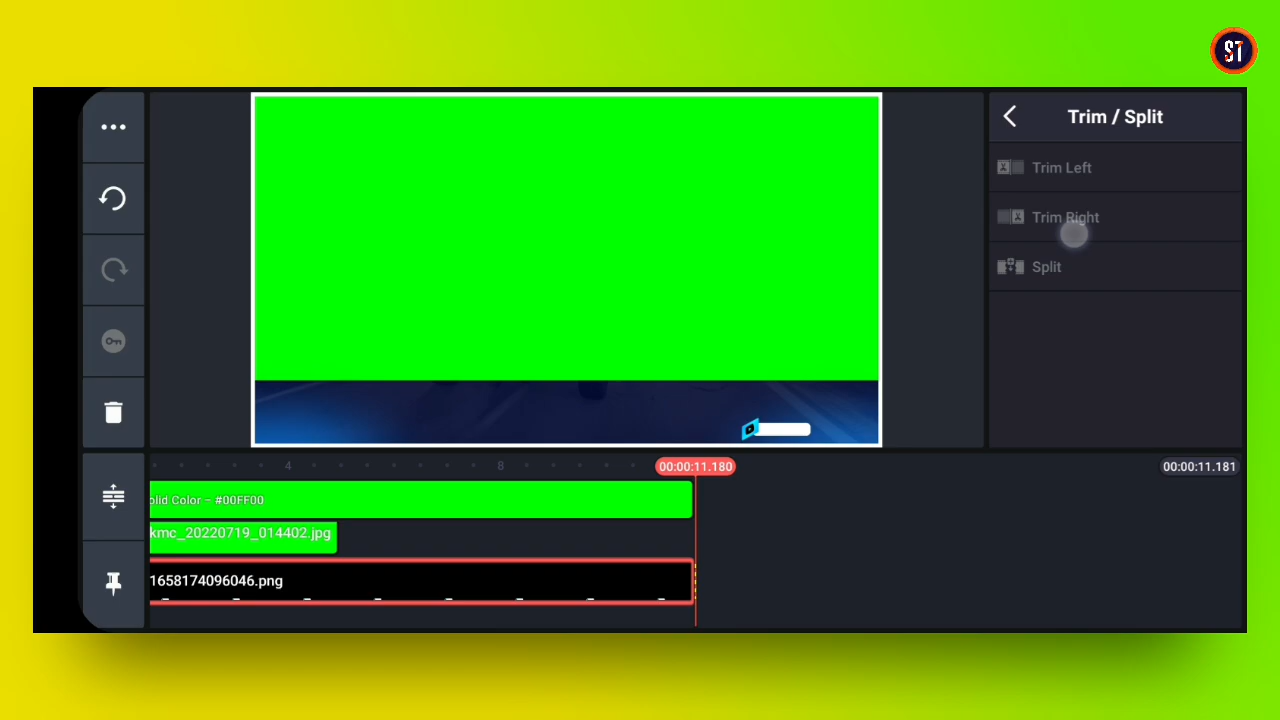 ST
Trim / Split
Trim Left
Trim Right
Split
4
8
00:00:11.180
00:00:11.181
olid Color - #00FF00
kmc_20220719_014402.jpg
1658174096046.png